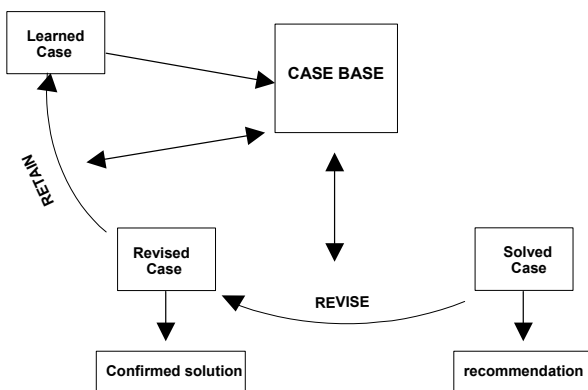 Learned
Case
CASE BASE
RETAIN
Revised
Case
Solved
Case
REVISE
Confirmed solution
recommendation